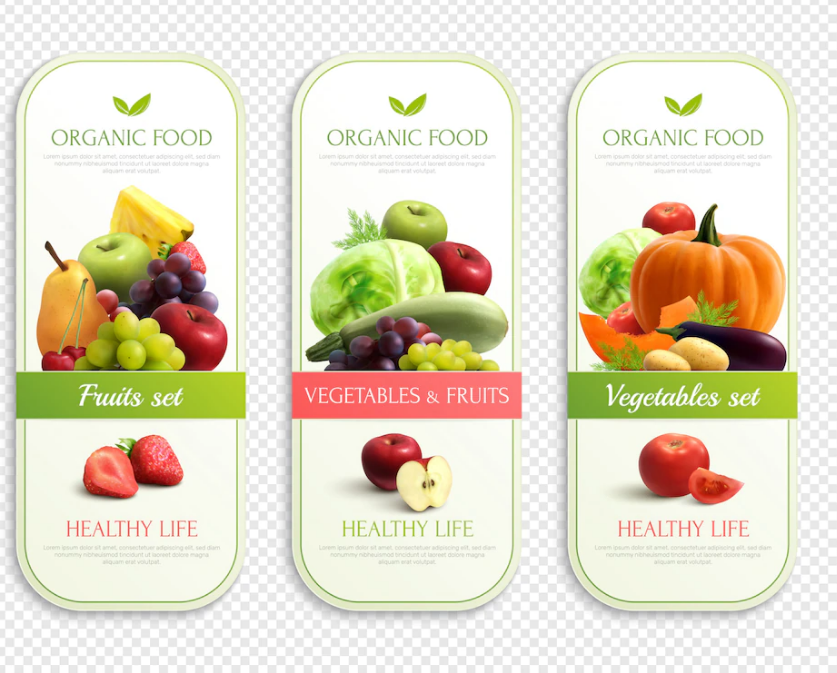 ORGANIC FOOD
Lorem ipsum dolor sit amet, consectetuer adipiscing elit, sed diam
nonummy nibheuismod tincidunt ut laoreet dolore magna
aliquam erat volutpat.
Fruits set
HEALTHY LIFE
Lorem ipsum dolor sit amet, consectetuer adipiscing elit, sed diam
nonummy nibheuismod tincidunt ut laoreet dolore magna
aliquam erat volutpat.
ORGANIC FOOD
Lorem ipsum dolor sit amet, consectetuer adipiscing elit, sed diam
nonummy nibheuismod tincidunt ut laoreet dolore magna
aliquam erat volutpat.
VEGETABLES & FRUITS
HEALTHY LIFE
Lorem ipsum dolor sit amet, consectetuer adipiscing elit, sed diam
nonummy nibheuismod tincidunt ut laoreet dolore magna
aliquam erat volutpat.
ORGANIC FOOD
Lorem ipsum dolor sit amet, consectetuer adipiscing elit, sed diam
nonummy nibheuismod tincidunt ut laoreet dolore magna
aliquam erat volutpat.
Vegetables set
HEALTHY LIFE
Lorem ipsum dolor sit amet, consectetuer adipiscing elit, sed diam
nonummy nibheuismod tincidunt ut laoreet dolore magna
aliquam erat volutpat.